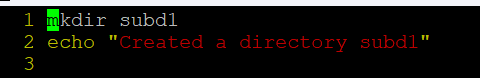 1 mkdir subd1
2 echo "Created a directory subd1"
3